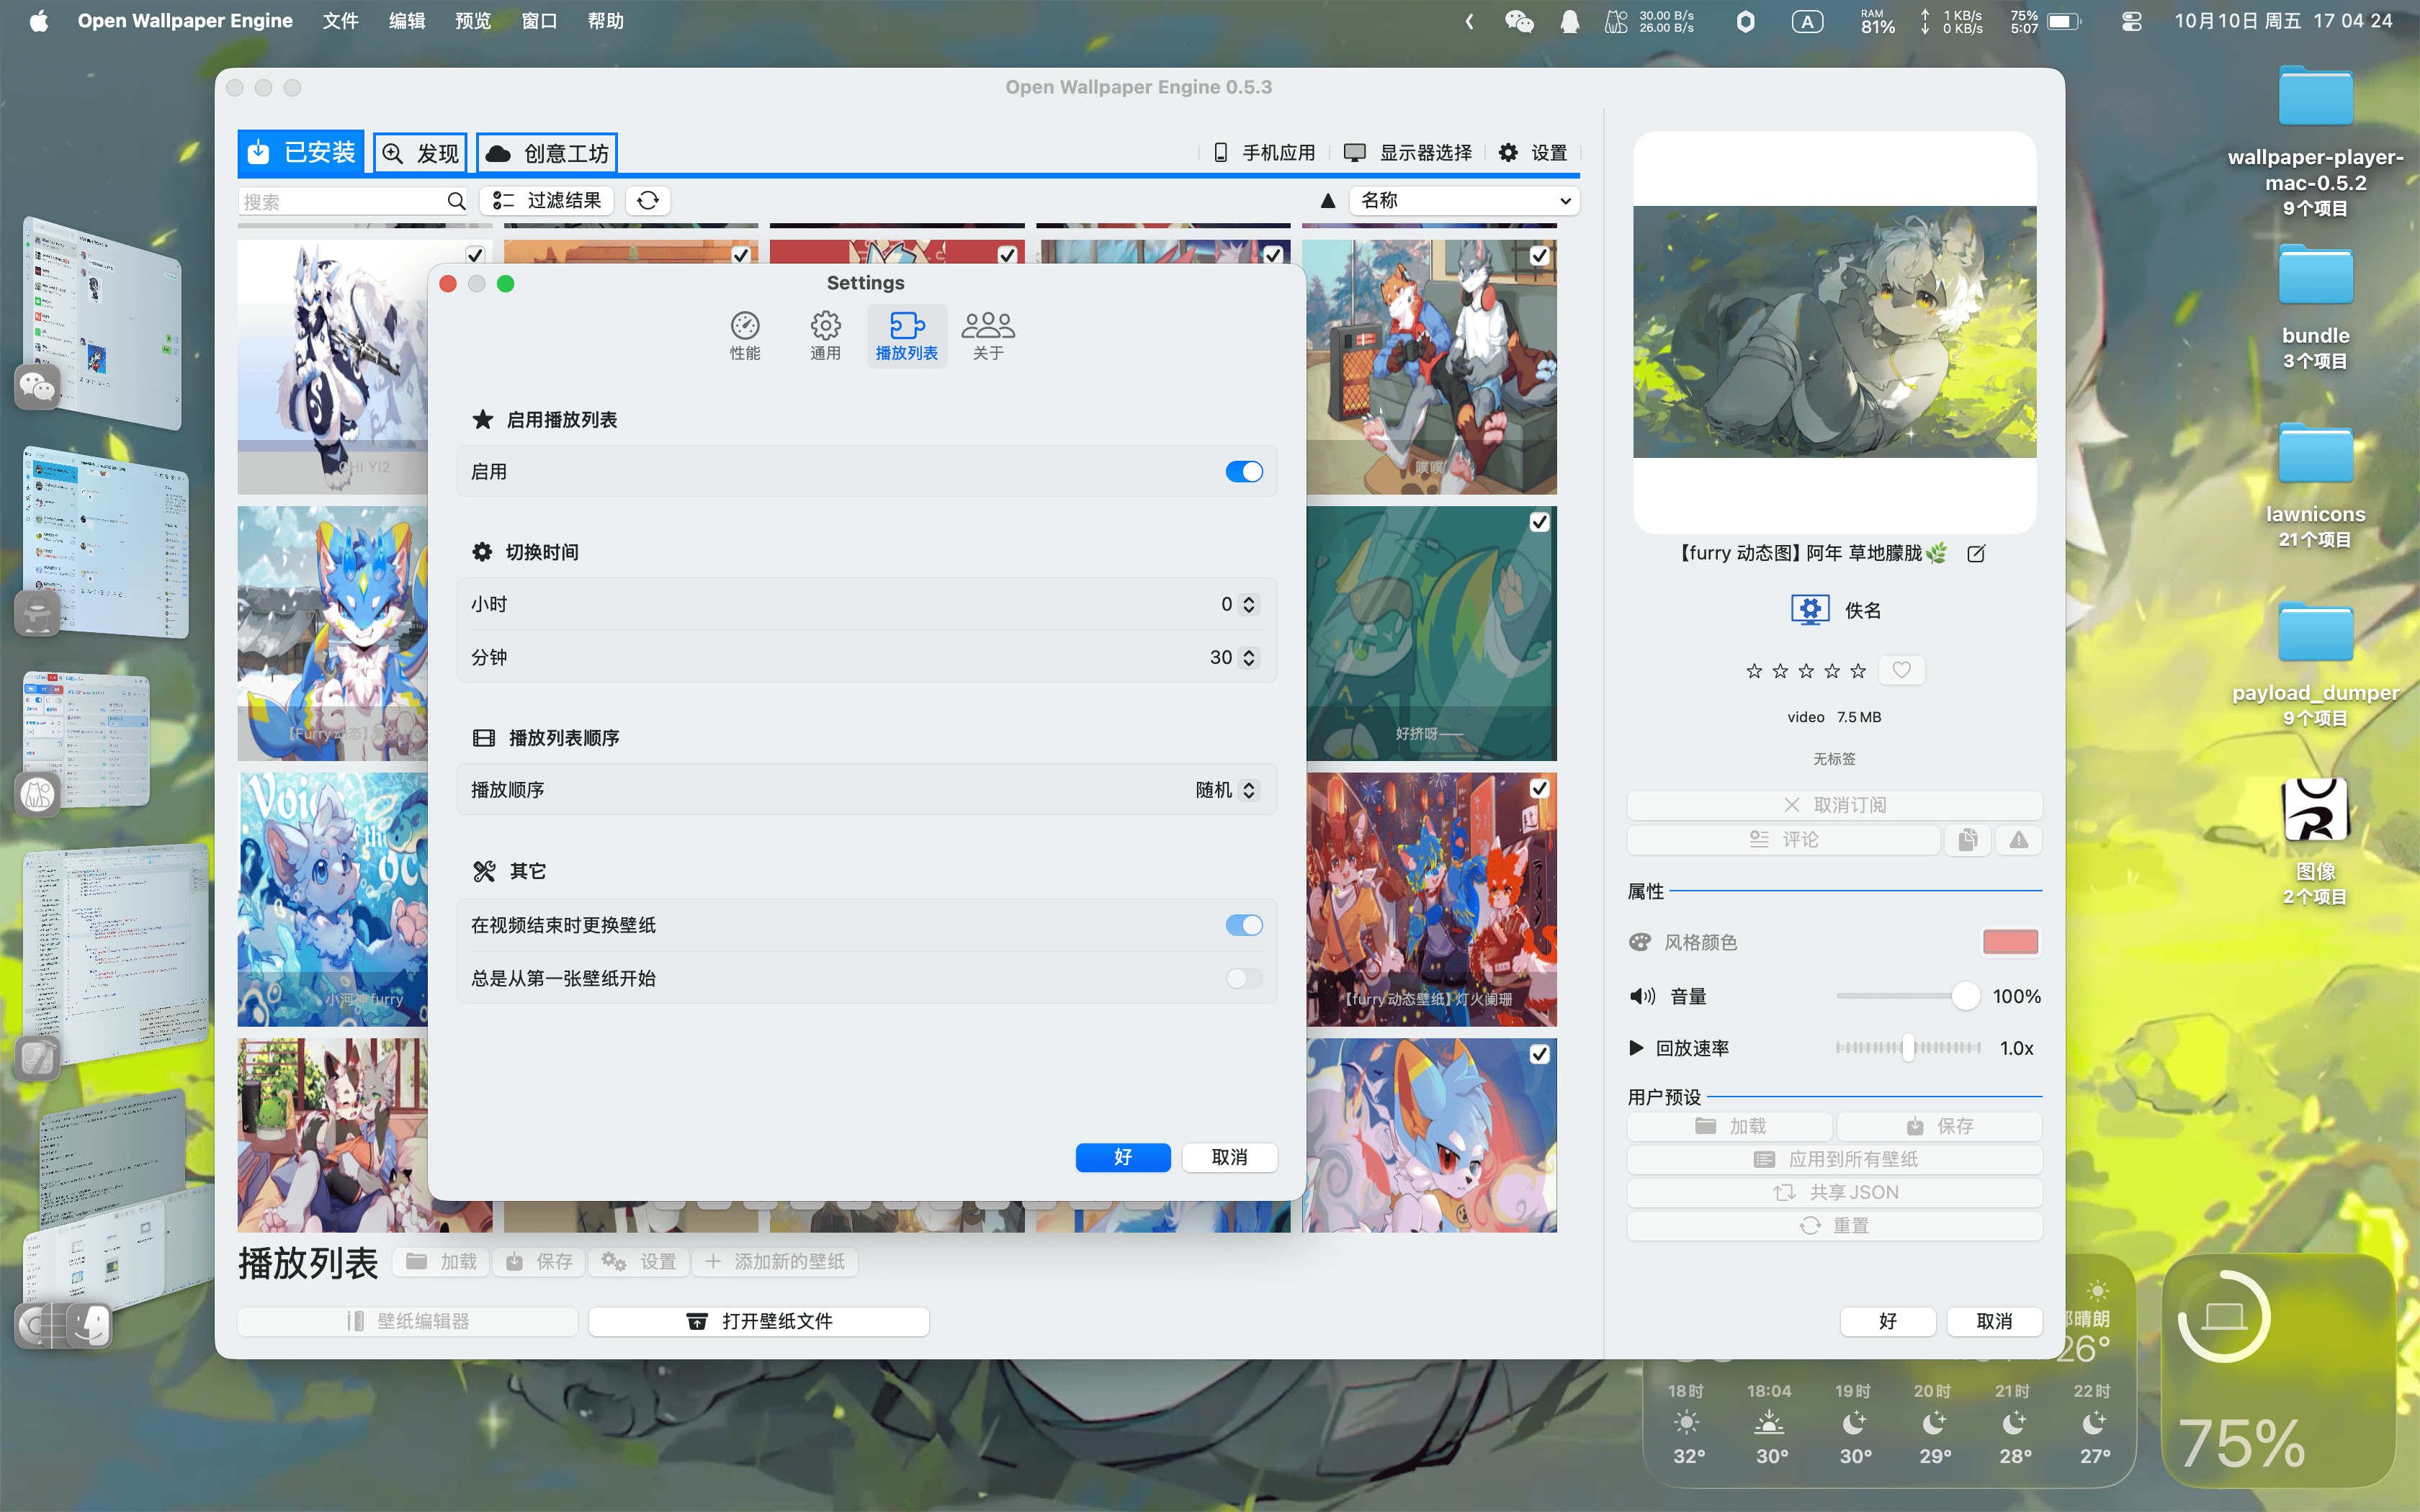 Open Wallpaper Engine 文件 编辑 预览 窗口 帮助
30.00 B/s
26.00 B/s
A
RAM
81%
1 KB/s
0 KB/s
75%
5:07
10月10日 周五 17 04 24
Open Wallpaper Engine 0.5.3
已安装 发现 创意工坊
手机应用 显示器选择 设置
搜索 过滤结果 名称
CHI YI2
噗噗
【Furry动态】
好挤呀——
小河神furry
【furry动态壁纸】灯火阑珊
Settings
性能 通用 播放列表 关于
启用播放列表
启用
切换时间
小时 0
分钟 30
播放列表顺序
播放顺序 随机
其它
在视频结束时更换壁纸
总是从第一张壁纸开始
好 取消
播放列表 加载 保存 设置 添加新的壁纸
壁纸编辑器 打开壁纸文件
【furry 动态图】阿年 草地朦胧🌿
佚名
video 7.5 MB
无标签
取消订阅
评论
属性
风格颜色
音量 100%
回放速率 1.0x
用户预设
加载 保存
应用到所有壁纸
共享JSON
重置
好 取消
wallpaper-player-
mac-0.5.2
9个项目
bundle
3个项目
lawnicons
21个项目
payload_dumper
9个项目
图像
2个项目
晴朗
26°
18时 18:04 19时 20时 21时 22时
32° 30° 30° 29° 28° 27°
75%